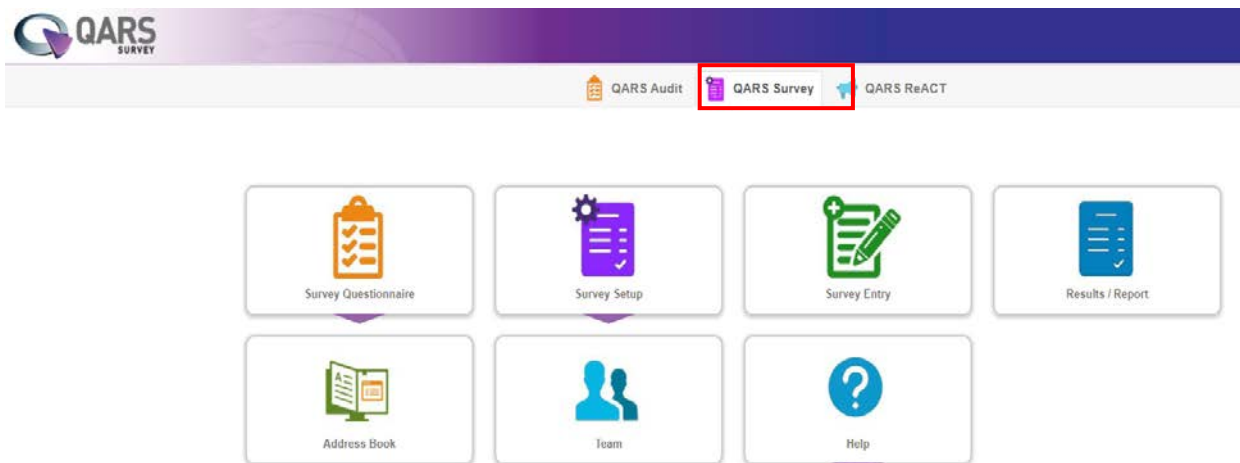 QARS
SURVEY
QARS Audit QARS Survey QARS ReACT
Survey Questionnaire Survey Setup Survey Entry Results / Report
Address Book Team Help